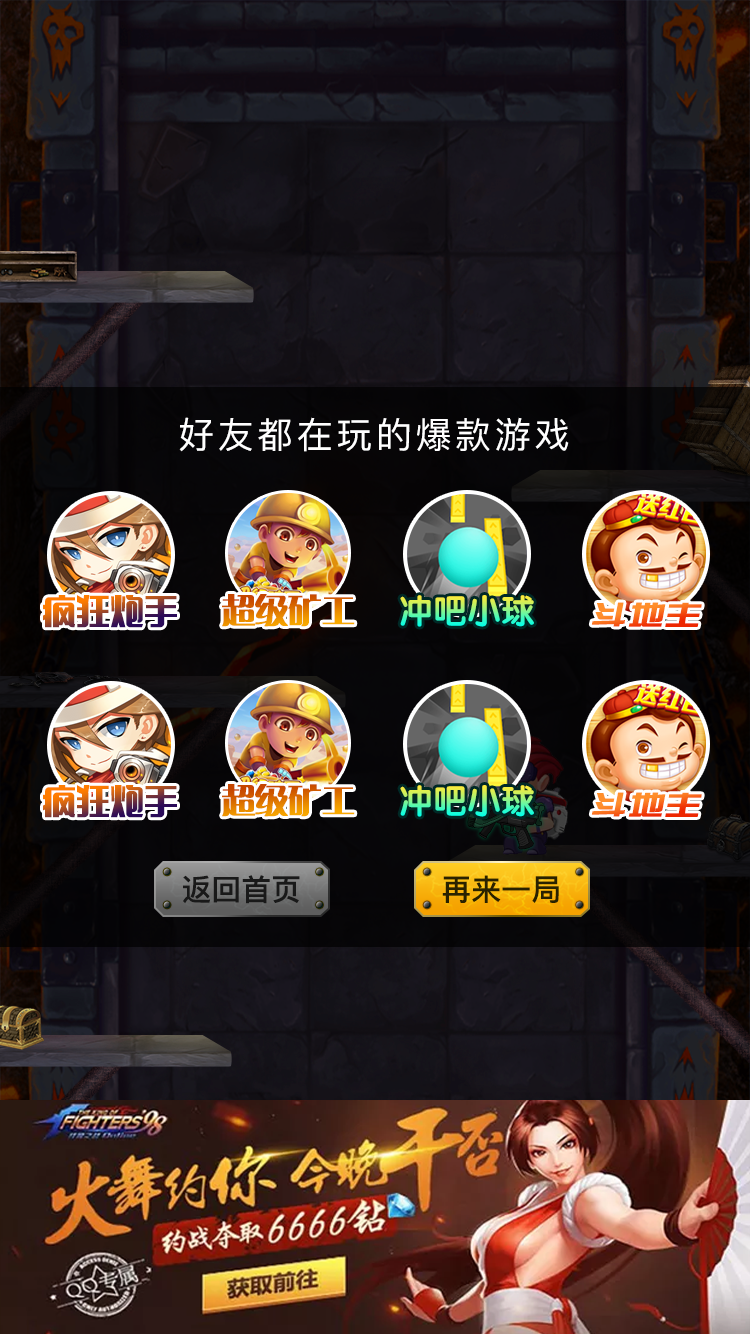 好友都在玩的爆款游戏
送红
疯狂炮手
超级矿工
冲吧小球
斗地主
送红
疯狂炮手
超级矿工
冲吧小球
斗地主
返回首页
再来一局
THE KING OF
FIGHTERS'98
Online
火舞约你 今晚干否
约战夺取6666钻
QQ专属
获取前往